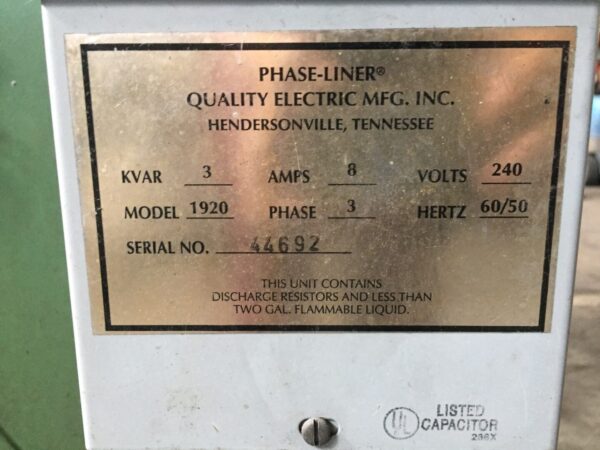 PHASE-LINER®
QUALITY ELECTRIC MFG. INC.
HENDERSONVILLE, TENNESSEE
KVAR 3 AMPS 8 VOLTS 240
MODEL 1920 PHASE 3 HERTZ 60/50
SERIAL NO. 44692
THIS UNIT CONTAINS
DISCHARGE RESISTORS AND LESS THAN
TWO GAL. FLAMMABLE LIQUID.
UL LISTED
CAPACITOR
286X